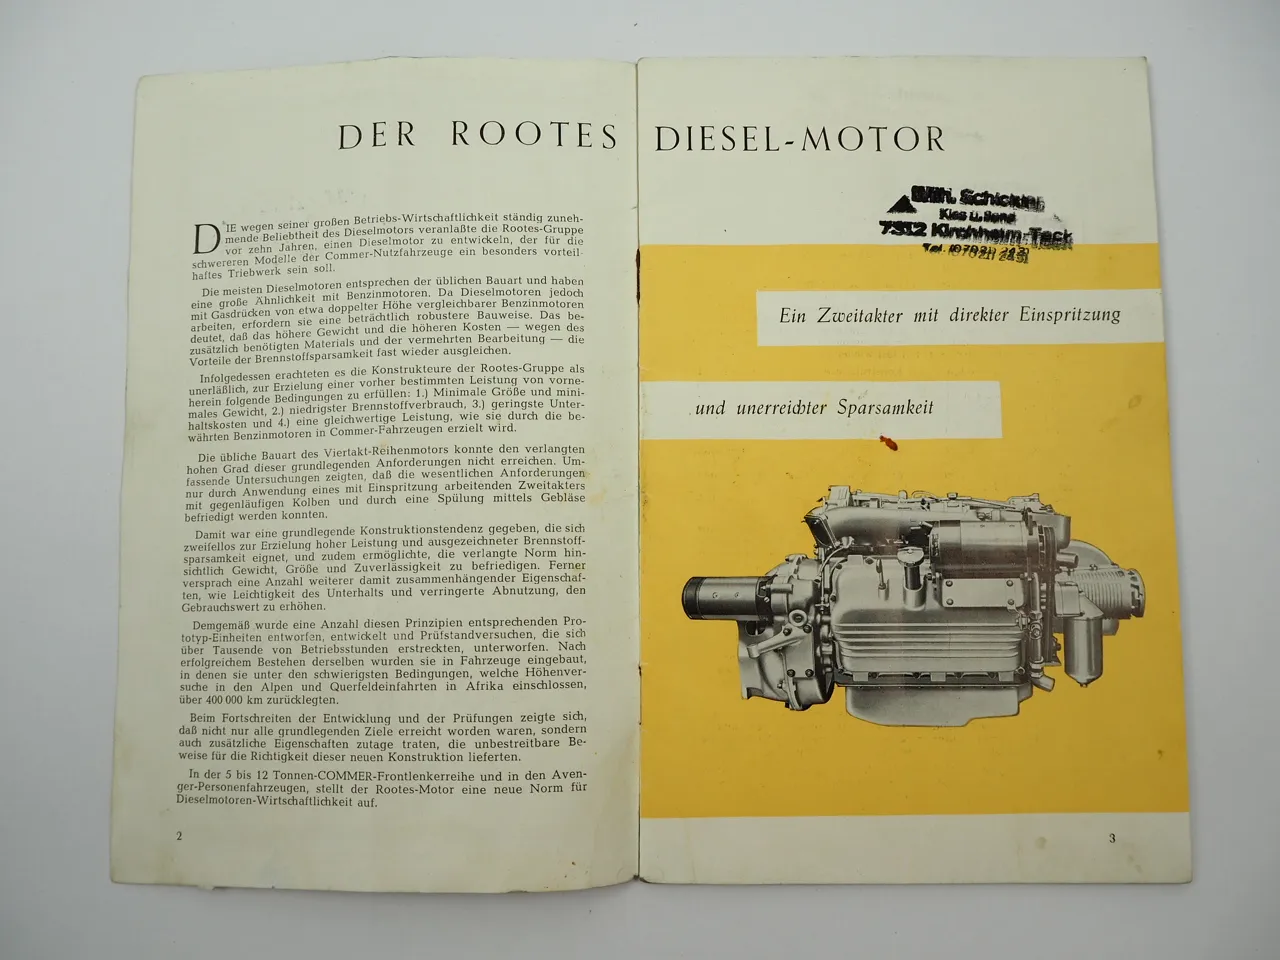 DER ROOTES DIESEL-MOTOR
DIE wegen seiner großen Betriebs-Wirtschaftlichkeit ständig zuneh-
mende Beliebtheit des Dieselmotors veranlaßte die Rootes-Gruppe
vor zehn Jahren, einen Dieselmotor zu entwickeln, der für die
schwereren Modelle der Commer-Nutzfahrzeuge ein besonders vorteil-
haftes Triebwerk sein soll.
Die meisten Dieselmotoren entsprechen der üblichen Bauart und haben
eine große Ähnlichkeit mit Benzinmotoren. Da Dieselmotoren jedoch
mit Gasdrücken von etwa doppelter Höhe vergleichbarer Benzinmotoren
arbeiten, erfordern sie eine beträchtlich robustere Bauweise. Das be-
deutet, daß das höhere Gewicht und die höheren Kosten — wegen des
zusätzlich benötigten Materials und der vermehrten Bearbeitung — die
Vorteile der Brennstoffsparsamkeit fast wieder ausgleichen.
Infolgedessen erachteten es die Konstrukteure der Rootes-Gruppe als
unerläßlich, zur Erzielung einer vorher bestimmten Leistung von vorne-
herein folgende Bedingungen zu erfüllen: 1.) Minimale Größe und mini-
males Gewicht, 2.) niedrigster Brennstoffverbrauch, 3.) geringste Unter-
haltskosten und 4.) eine gleichwertige Leistung, wie sie durch die be-
währten Benzinmotoren in Commer-Fahrzeugen erzielt wird.
Die übliche Bauart des Viertakt-Reihenmotors konnte den verlangten
hohen Grad dieser grundlegenden Anforderungen nicht erreichen. Um-
fassende Untersuchungen zeigten, daß die wesentlichen Anforderungen
nur durch Anwendung eines mit Einspritzung arbeitenden Zweitakters
mit gegenläufigen Kolben und durch eine Spülung mittels Gebläse
befriedigt werden konnten.
Damit war eine grundlegende Konstruktionstendenz gegeben, die sich
zweifellos zur Erzielung hoher Leistung und ausgezeichneter Brennstoff-
sparsamkeit eignet, und zudem ermöglichte, die verlangte Norm hin-
sichtlich Gewicht, Größe und Zuverlässigkeit zu befriedigen. Ferner
versprach eine Anzahl weiterer damit zusammenhängender Eigenschaf-
ten, wie Leichtigkeit des Unterhalts und verringerte Abnutzung, den
Gebrauchswert zu erhöhen.
Demgemäß wurde eine Anzahl diesen Prinzipien entsprechenden Pro-
totyp-Einheiten entworfen, entwickelt und Prüfstandversuchen, die sich
über Tausende von Betriebsstunden erstreckten, unterworfen. Nach
erfolgreichem Bestehen derselben wurden sie in Fahrzeuge eingebaut,
in denen sie unter den schwierigsten Bedingungen, welche Höhenver-
suche in den Alpen und Querfeldeinfahrten in Afrika einschlossen,
über 400 000 km zurücklegten.
Beim Fortschreiten der Entwicklung und der Prüfungen zeigte sich,
daß nicht nur alle grundlegenden Ziele erreicht worden waren, sondern
auch zusätzliche Eigenschaften zutage traten, die unbestreitbare Be-
weise für die Richtigkeit dieser neuen Konstruktion lieferten.
In der 5 bis 12 Tonnen-COMMER-Frontlenkerreihe und in den Aven-
ger-Personenfahrzeugen, stellt der Rootes-Motor eine neue Norm für
Dieselmotoren-Wirtschaftlichkeit auf.
2
Wilh.
Kies u. Sand
7312 Kirchheim-Teck
Tel.
Ein Zweitakter mit direkter Einspritzung
und unerreichter Sparsamkeit
3